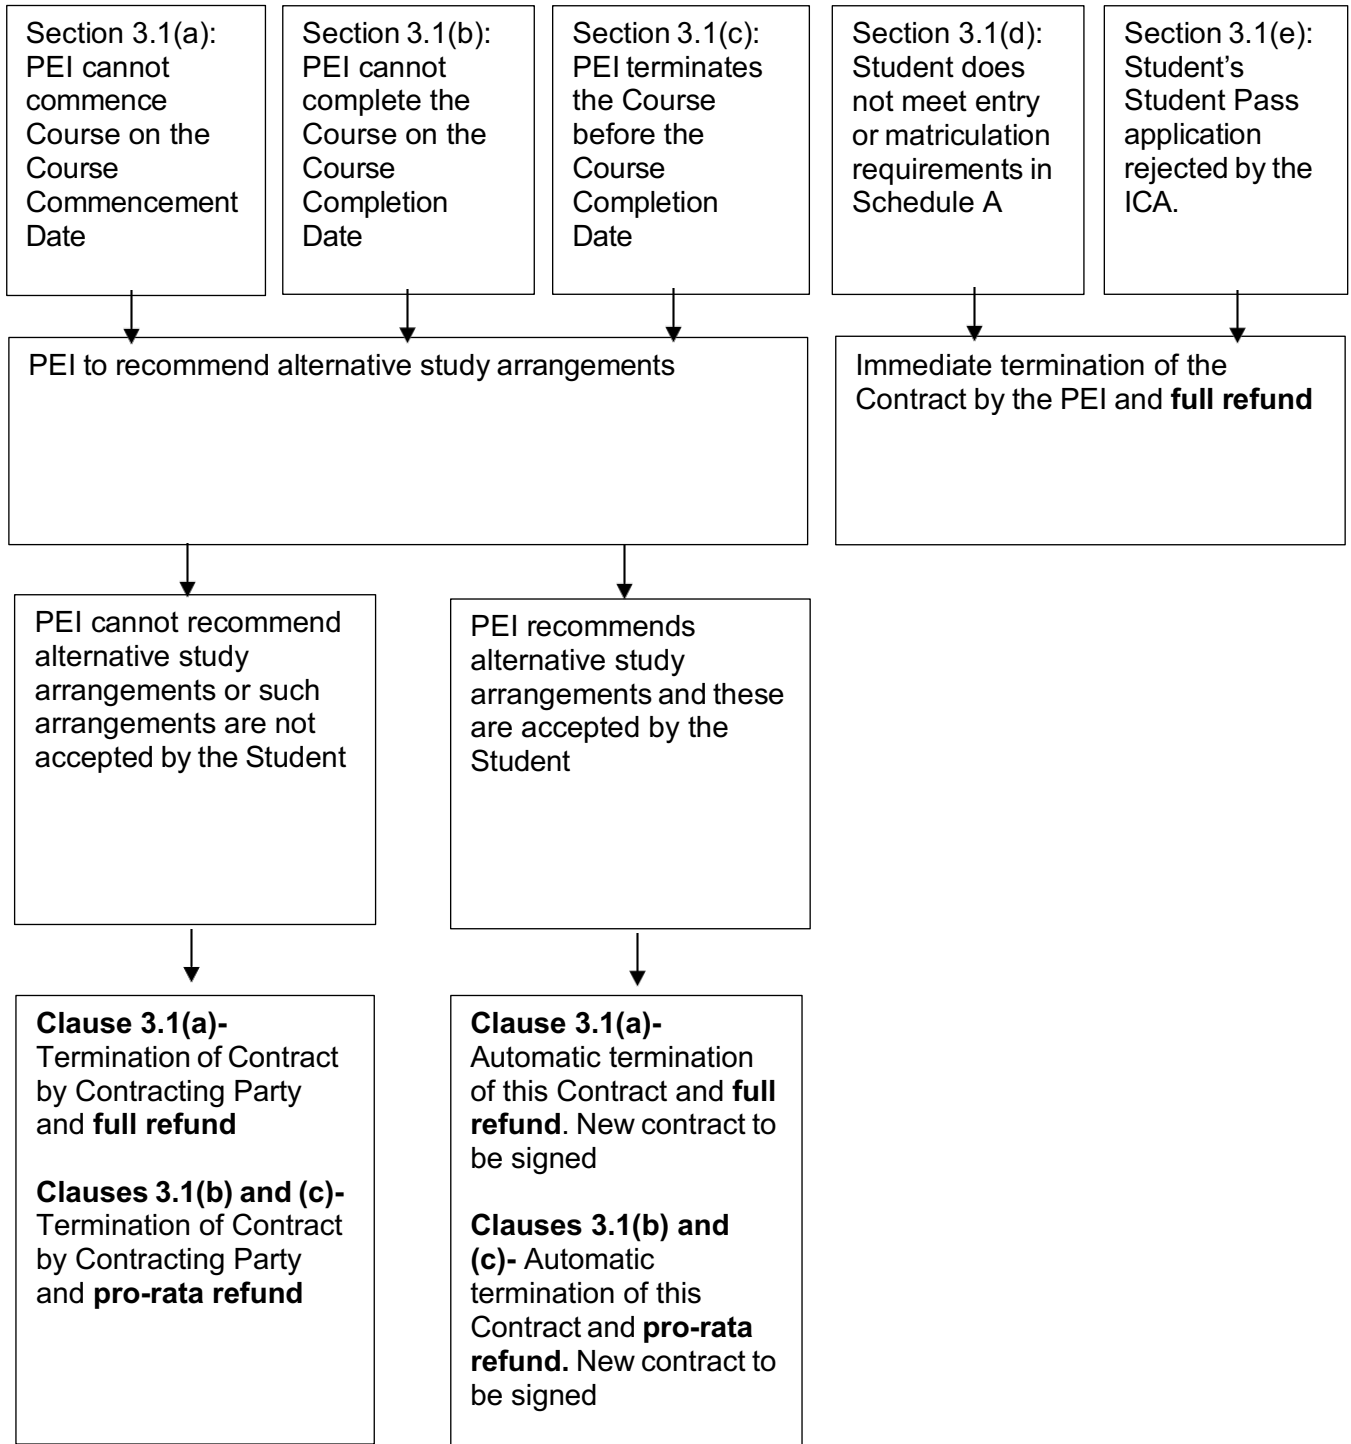 Section 3.1(a):
PEI cannot
commence
Course on the
Course
Commencement
Date
Section 3.1(b):
PEI cannot
complete the
Course on the
Course
Completion
Date
Section 3.1(c):
PEI terminates
the Course
before the
Course
Completion
Date
Section 3.1(d):
Student does
not meet entry
or matriculation
requirements in
Schedule A
Section 3.1(e):
Student’s
Student Pass
application
rejected by the
ICA.
PEI to recommend alternative study arrangements
Immediate termination of the
Contract by the PEI and full refund
PEI cannot recommend
alternative study
arrangements or such
arrangements are not
accepted by the Student
PEI recommends
alternative study
arrangements and these
are accepted by the
Student
Clause 3.1(a)-
Termination of Contract
by Contracting Party
and full refund
Clauses 3.1(b) and (c)-
Termination of Contract
by Contracting Party
and pro-rata refund
Clause 3.1(a)-
Automatic termination
of this Contract and full
refund. New contract to
be signed
Clauses 3.1(b) and
(c)- Automatic
termination of this
Contract and pro-rata
refund. New contract to
be signed